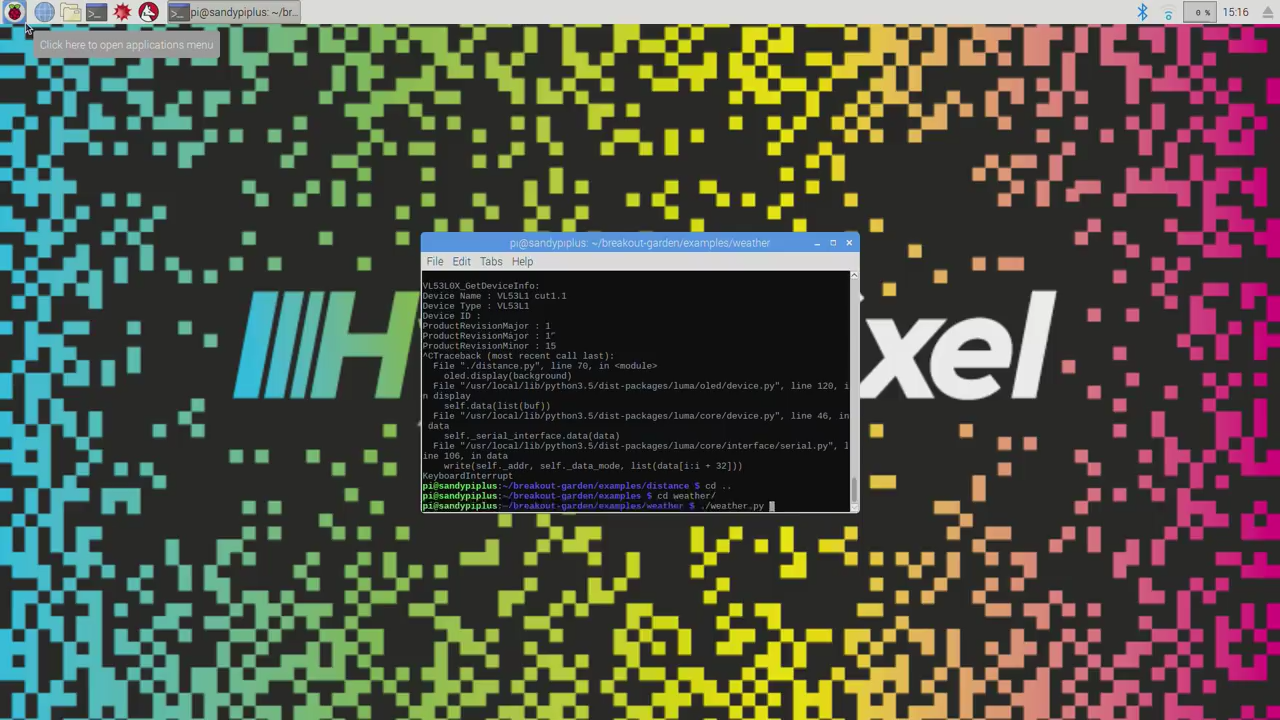 pi@sandypiplus: ~/br...
0 %
15:16
Click here to open applications menu
pi@sandypiplus: ~/breakout-garden/examples/weather
File Edit Tabs Help
VL53L0X_GetDeviceInfo:
Device Name : VL53L1 cut1.1
Device Type : VL53L1
Device ID :
ProductRevisionMajor : 1
ProductRevisionMajor : 1
ProductRevisionMinor : 15
^CTraceback (most recent call last):
File "./distance.py", line 70, in <module>
oled.display(background)
File "/usr/local/lib/python3.5/dist-packages/luma/oled/device.py", line 120, i
n display
self.data(list(buf))
File "/usr/local/lib/python3.5/dist-packages/luma/core/device.py", line 46, in
data
self._serial_interface.data(data)
File "/usr/local/lib/python3.5/dist-packages/luma/core/interface/serial.py", l
ine 106, in data
write(self._addr, self._data_mode, list(data[i:i + 32]))
KeyboardInterrupt
pi@sandypiplus:~/breakout-garden/examples/distance $ cd ..
pi@sandypiplus:~/breakout-garden/examples $ cd weather/
pi@sandypiplus:~/breakout-garden/examples/weather $ ./weather.py
H
xel